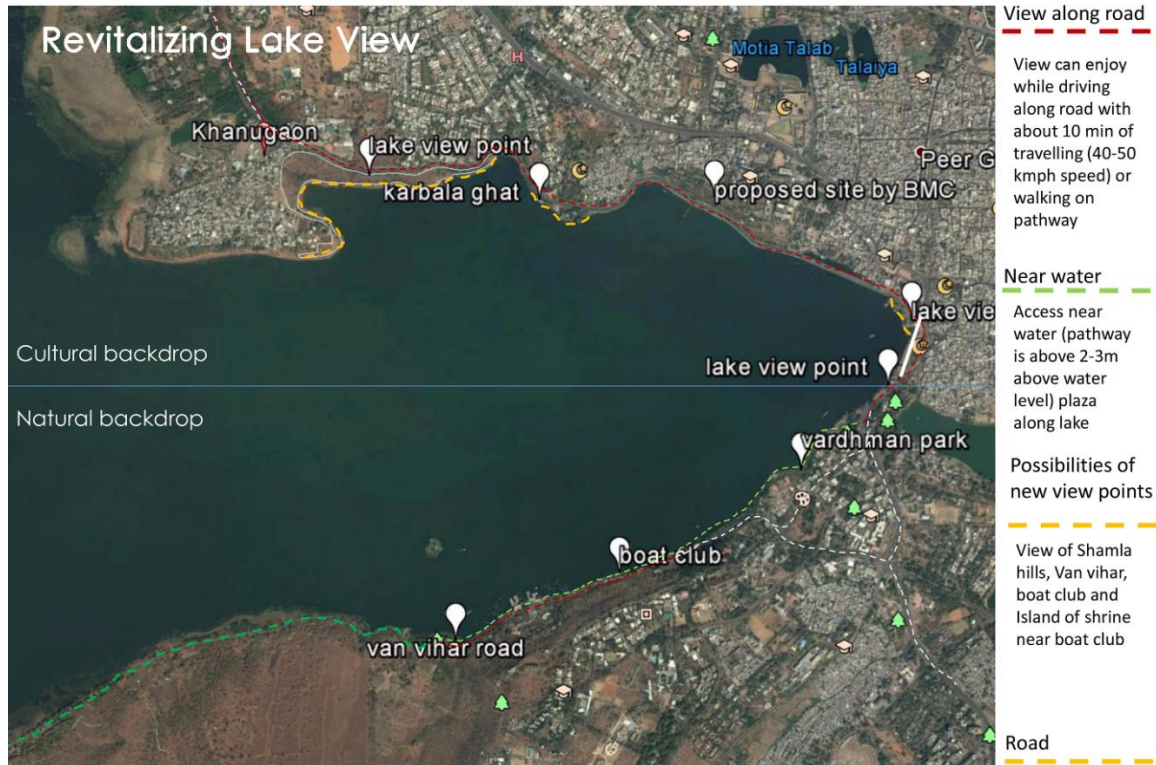 Revitalizing Lake View
Motia Talab
Talaiya
Khanugaon
lake view point
karbala ghat
proposed site by BMC
Peer G
lake vie
Cultural backdrop
lake view point
Natural backdrop
vardhman park
boat club
van vihar road
View along road
View can enjoy
while driving
along road with
about 10 min of
travelling (40-50
kmph speed) or
walking on
pathway
Near water
Access near
water (pathway
is above 2-3m
above water
level) plaza
along lake
Possibilities of
new view points
View of Shamla
hills, Van vihar,
boat club and
Island of shrine
near boat club
Road